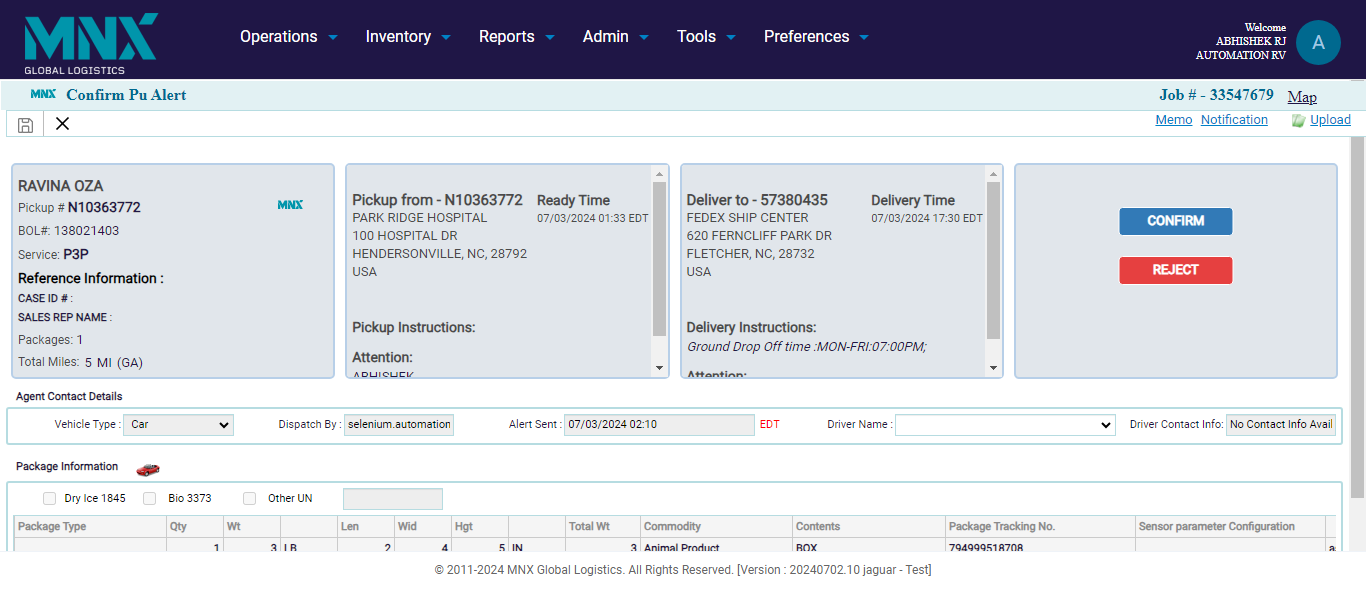 MNX
GLOBAL LOGISTICS
Operations Inventory Reports Admin Tools Preferences
Welcome
ABHISHEK RJ
AUTOMATION RV
A
MNX Confirm Pu Alert
Job # - 33547679 Map
Memo Notification Upload
RAVINA OZA
Pickup # N10363772
MNX
BOL#: 138021403
Service: P3P
Reference Information :
CASE ID # :
SALES REP NAME :
Packages: 1
Total Miles: 5 MI (GA)
Pickup from - N10363772
PARK RIDGE HOSPITAL
100 HOSPITAL DR
HENDERSONVILLE, NC, 28792
USA
Ready Time
07/03/2024 01:33 EDT
Pickup Instructions:
Attention:
ABHISHEK
Deliver to - 57380435
FEDEX SHIP CENTER
620 FERNCLIFF PARK DR
FLETCHER, NC, 28732
USA
Delivery Time
07/03/2024 17:30 EDT
Delivery Instructions:
Ground Drop Off time :MON-FRI:07:00PM;
Attention:
CONFIRM
REJECT
Agent Contact Details
Vehicle Type : Car Dispatch By : selenium.automation Alert Sent : 07/03/2024 02:10 EDT Driver Name : Driver Contact Info: No Contact Info Avail
Package Information
Dry Ice 1845 Bio 3373 Other UN
Package Type Qty Wt Len Wid Hgt Total Wt Commodity Contents Package Tracking No. Sensor parameter Configuration
1 3 LB 2 4 5 IN 3 Animal Product BOX 794999518708
© 2011-2024 MNX Global Logistics. All Rights Reserved. [Version : 20240702.10 jaguar - Test]